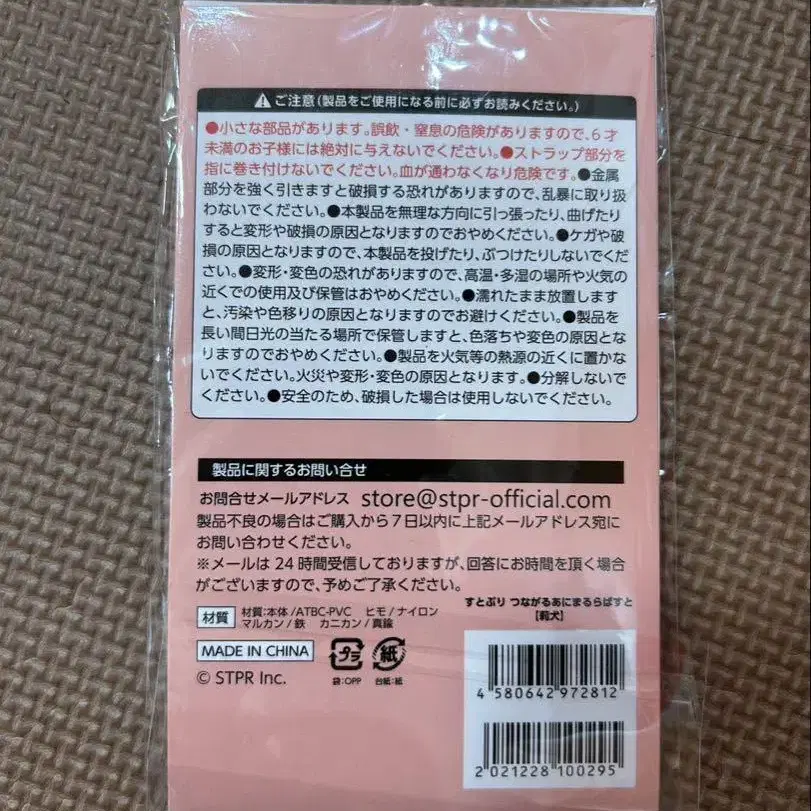 ⚠ご注意(製品をご使用になる前に必ずお読みください。)
●小さな部品があります。誤飲・窒息の危険がありますので、6才
未満のお子様には絶対に与えないでください。●ストラップ部分を
指に巻き付けないでください。血が通わなくなり危険です。●金属
部分を強く引きますと破損する恐れがありますので、乱暴に取り扱
わないでください。●本製品を無理な方向に引っ張ったり、曲げたり
すると変形や破損の原因となりますのでおやめください。●ケガや破
損の原因となりますので、本製品を投げたり、ぶつけたりしないでくだ
さい。●変形・変色の恐れがありますので、高温・多湿の場所や火気の
近くでの使用及び保管はおやめください。●濡れたまま放置します
と、汚染や色移りの原因となりますのでお避けください。●製品を
長い間日光の当たる場所で保管しますと、色落ちや変色の原因とな
りますのでおやめください。●製品を火気等の熱源の近くに置かな
いでください。火災や変形・変色の原因となります。●分解しないで
ください。●安全のため、破損した場合は使用しないでください。
製品に関するお問い合せ
お問合せメールアドレス store@stpr-official.com
製品不良の場合はご購入から7日以内に上記メールアドレス宛に
お問い合わせください。
※メールは24時間受信しておりますが、回答にお時間を頂く場合
がございますので、予めご了承ください。
すとぷり つながるあにまるらばすと
【莉犬】
材質 材質:本体/ATBC-PVC ヒモ/ナイロン
マルカン/鉄 カニカン/真鍮
MADE IN CHINA
プラ
紙
袋:OPP 台紙:紙
© STPR Inc.
4 580642 972812
2 021228 100295